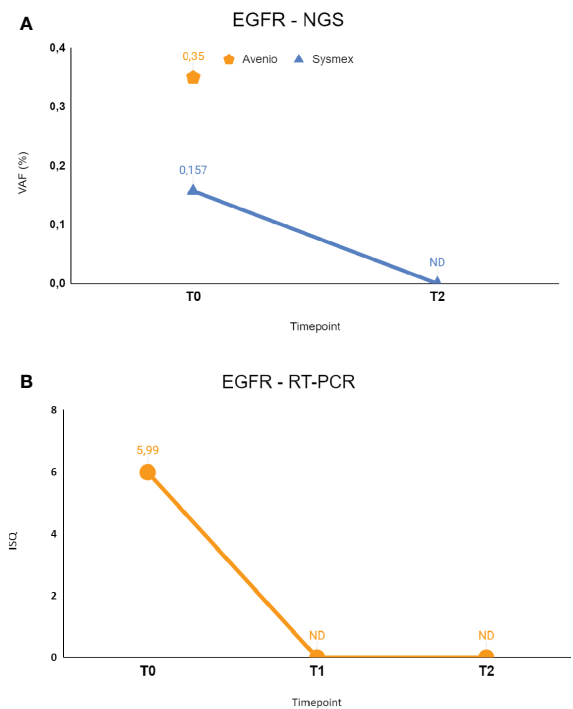 A
EGFR - NGS
0,4
0,35
Avenio
Sysmex
0,3
0,2
0,157
0,1
ND
0,0
VAF (%)
T0
T2
Timepoint
B
EGFR - RT-PCR
8
5,99
6
4
2
ND
ND
0
ISQ
T0
T1
T2
Timepoint